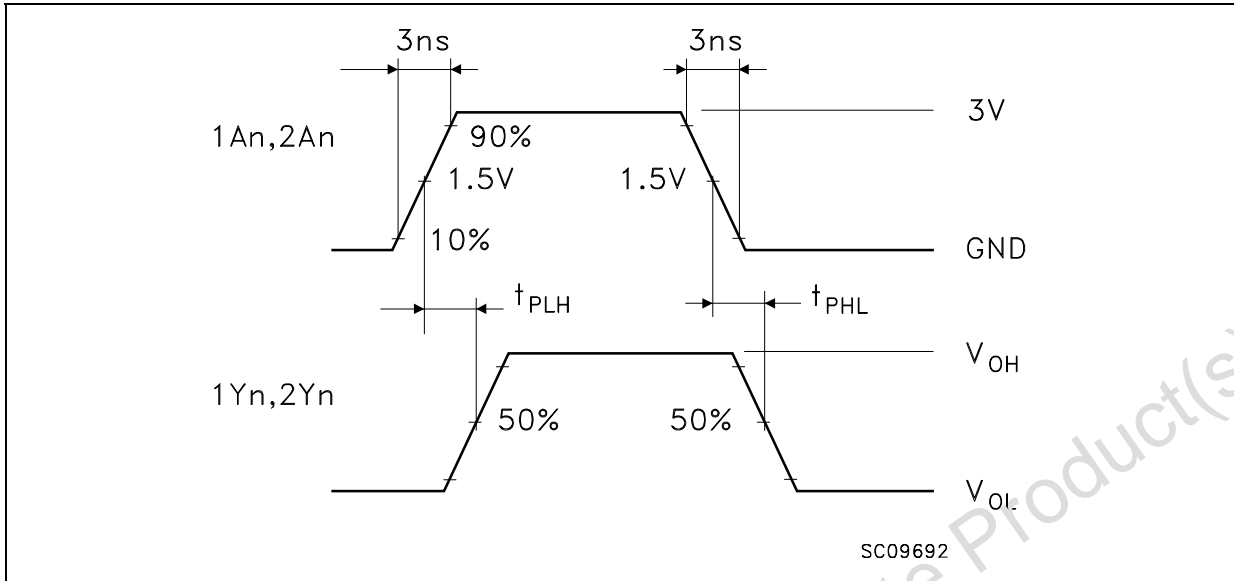 3ns 3ns
3V
1An,2An 90%
1.5V 1.5V
10% GND
tPLH tPHL
VOH
1Yn,2Yn 50% 50%
VOL
SC09692
Product(s)